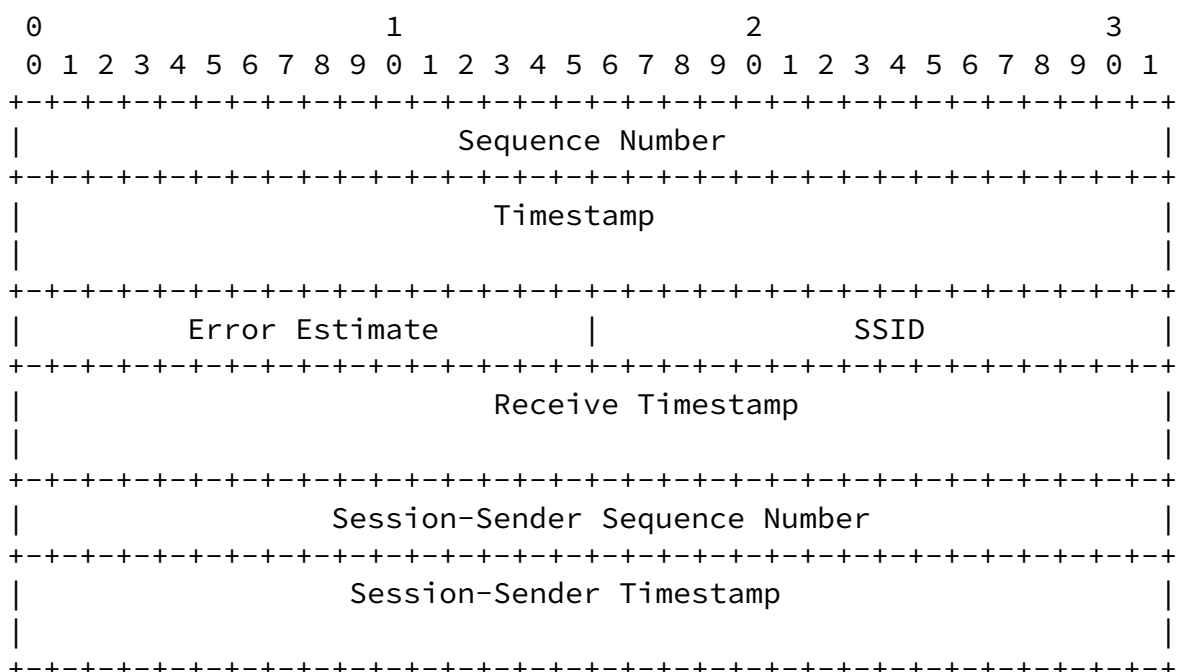 0                   1                   2                   3
 0 1 2 3 4 5 6 7 8 9 0 1 2 3 4 5 6 7 8 9 0 1 2 3 4 5 6 7 8 9 0 1
+-+-+-+-+-+-+-+-+-+-+-+-+-+-+-+-+-+-+-+-+-+-+-+-+-+-+-+-+-+-+-+-+
|                        Sequence Number                        |
+-+-+-+-+-+-+-+-+-+-+-+-+-+-+-+-+-+-+-+-+-+-+-+-+-+-+-+-+-+-+-+-+
|                          Timestamp                            |
|                                                               |
+-+-+-+-+-+-+-+-+-+-+-+-+-+-+-+-+-+-+-+-+-+-+-+-+-+-+-+-+-+-+-+-+
|         Error Estimate        |              SSID             |
+-+-+-+-+-+-+-+-+-+-+-+-+-+-+-+-+-+-+-+-+-+-+-+-+-+-+-+-+-+-+-+-+
|                          Receive Timestamp                    |
|                                                               |
+-+-+-+-+-+-+-+-+-+-+-+-+-+-+-+-+-+-+-+-+-+-+-+-+-+-+-+-+-+-+-+-+
|                 Session-Sender Sequence Number                |
+-+-+-+-+-+-+-+-+-+-+-+-+-+-+-+-+-+-+-+-+-+-+-+-+-+-+-+-+-+-+-+-+
|                  Session-Sender Timestamp                     |
|                                                               |
+-+-+-+-+-+-+-+-+-+-+-+-+-+-+-+-+-+-+-+-+-+-+-+-+-+-+-+-+-+-+-+-+